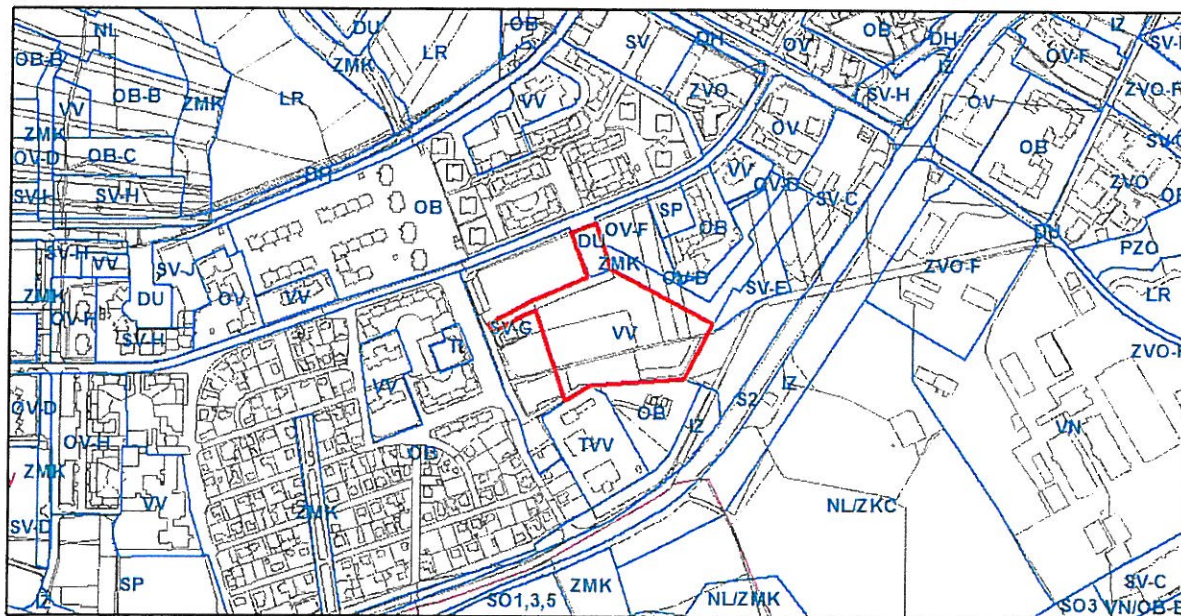 NL
DU
OB
SV
DH
OV
OB
DH
IZ
IZ
OB-B
LR
ZMK
SV-H
OV-F
VV
OB-B
ZMK
LR
VV
ZVO
SV-H
OV
ZVO-R
ZMK
OV
OB
OV-D
OB-C
VV
OV-D
ZVO
SV-H
SV-H
DH
OB
SP
OB
SV-C
DU
OV-F
DH
SV-H
VV
SV-J
ZMK
OV-D
ZVO-F
PZO
ZMK
DU
OV
VV
SV-E
LR
OV-F
SV-H
SV-G
VV
ZVO-F
VV
IZ
OV-D
OB
IZ
S2
OV-H
TVV
VN
ZMK
OB
VV
ZMK
NL/ZKC
SV-D
SP
ZMK
SV-C
IZ
SO1,3,5
NL/ZMK
SO3
VN/OB-B